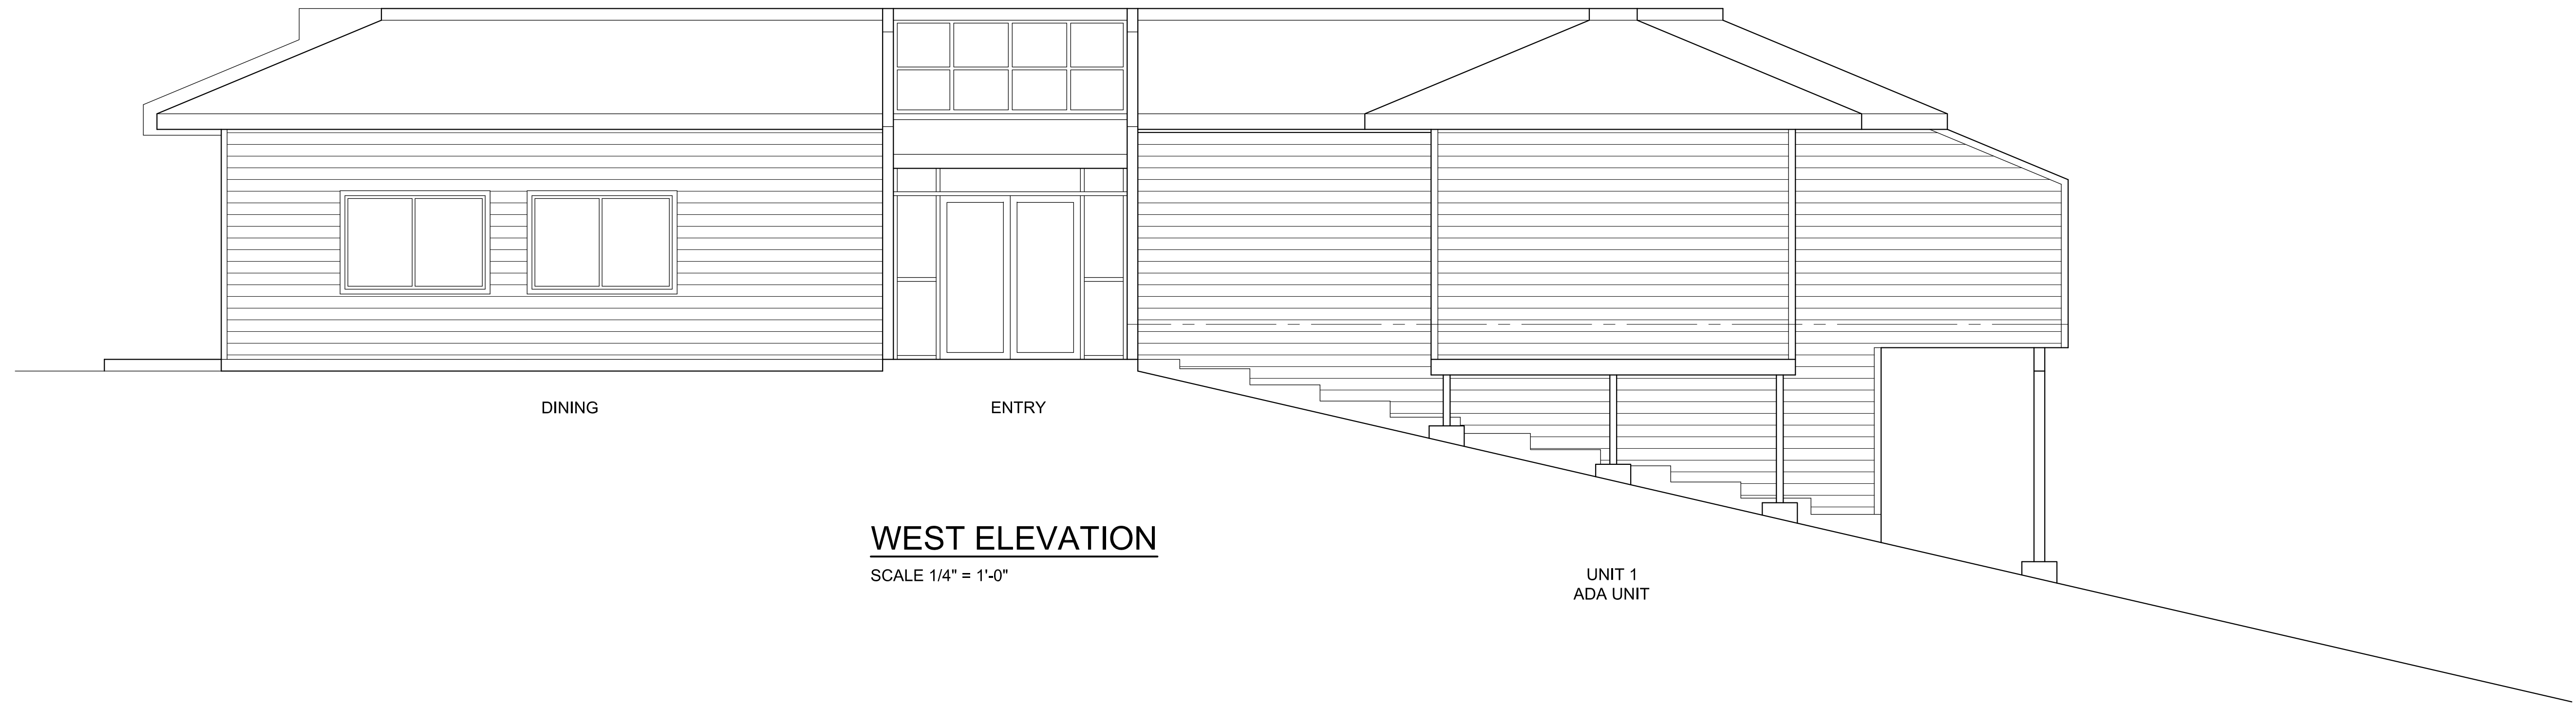 DINING
ENTRY
WEST ELEVATION
SCALE 1/4" = 1'-0"
UNIT 1
ADA UNIT